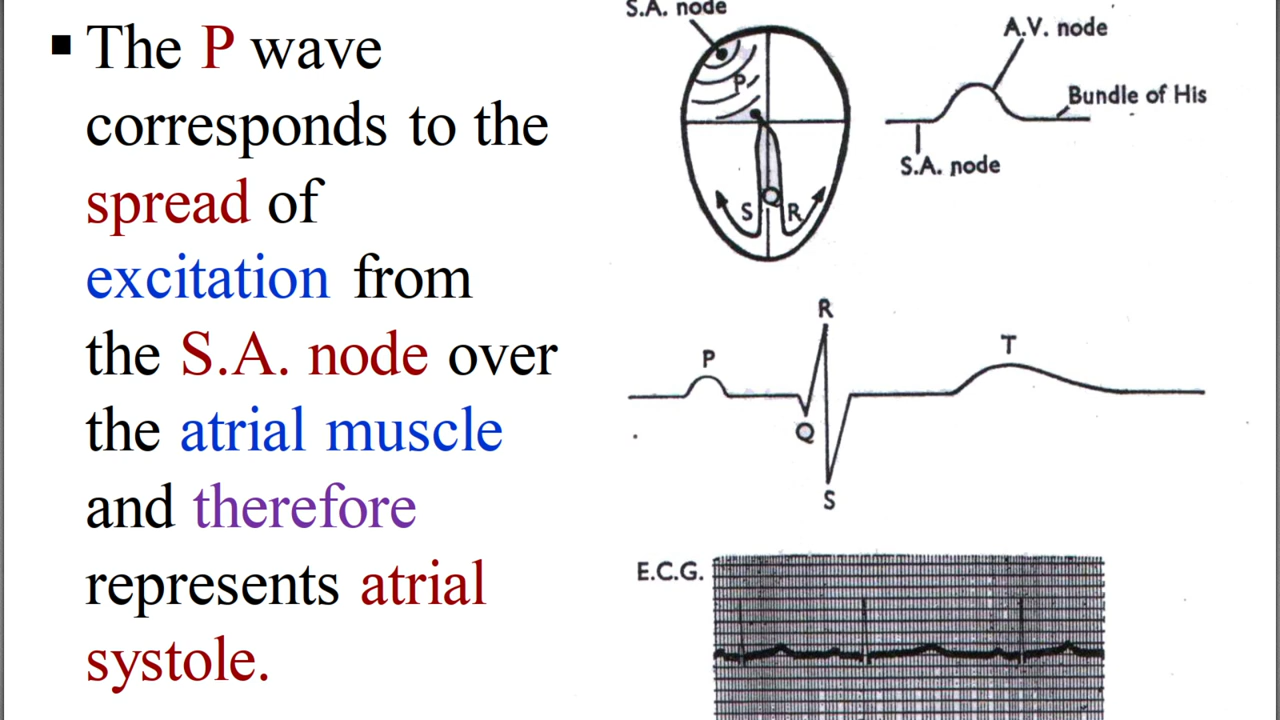 ▪ The P wave
corresponds to the
spread of
excitation from
the S.A. node over
the atrial muscle
and therefore
represents atrial
systole.
S.A. node
P
S
Q
R
A.V. node
Bundle of His
S.A. node
P
Q
R
S
T
E.C.G.